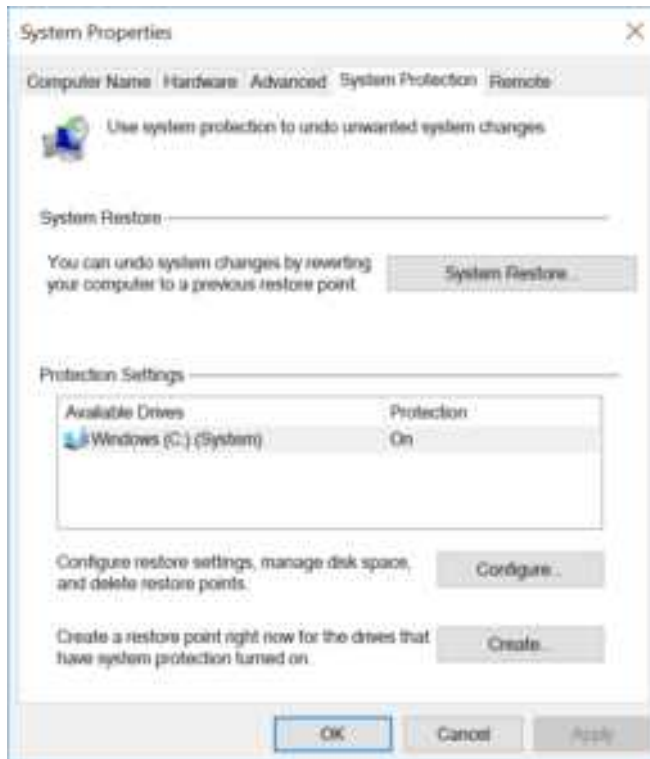 System Properties
Computer Name Hardware Advanced System Protection Remote
Use system protection to undo unwanted system changes
System Restore
You can undo system changes by reverting
your computer to a previous restore point.
System Restore...
Protection Settings
Available Drives Protection
Windows (C:) (System) On
Configure restore settings, manage disk space,
and delete restore points.
Configure...
Create a restore point right now for the drives that
have system protection turned on.
Create...
OK Cancel Apply